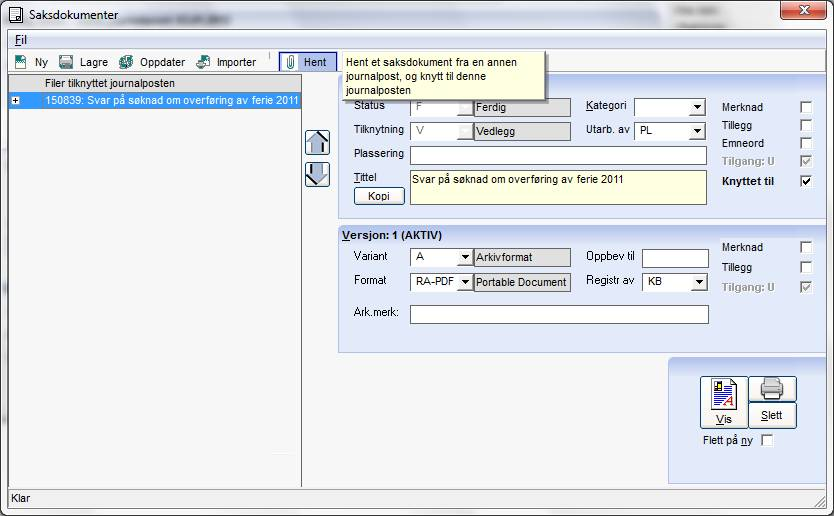 Saksdokumenter
Fil
Ny Lagre Oppdater Importer Hent
Hent et saksdokument fra en annen
journalpost, og knytt til denne
journalposten
Filer tilknyttet journalposten
150839: Svar på søknad om overføring av ferie 2011
Status F Ferdig Kategori Merknad
Tilknytning V Vedlegg Utarb. av PL Tillegg
Emneord
Plassering Tilgang: U
Tittel Svar på søknad om overføring av ferie 2011 Knyttet til
Kopi
Versjon: 1 (AKTIV)
Variant A Arkivformat Oppbev til Merknad
Tillegg
Format RA-PDF Portable Document Registr av KB Tilgang: U
Ark.merk:
Vis Slett
Flett på ny
Klar